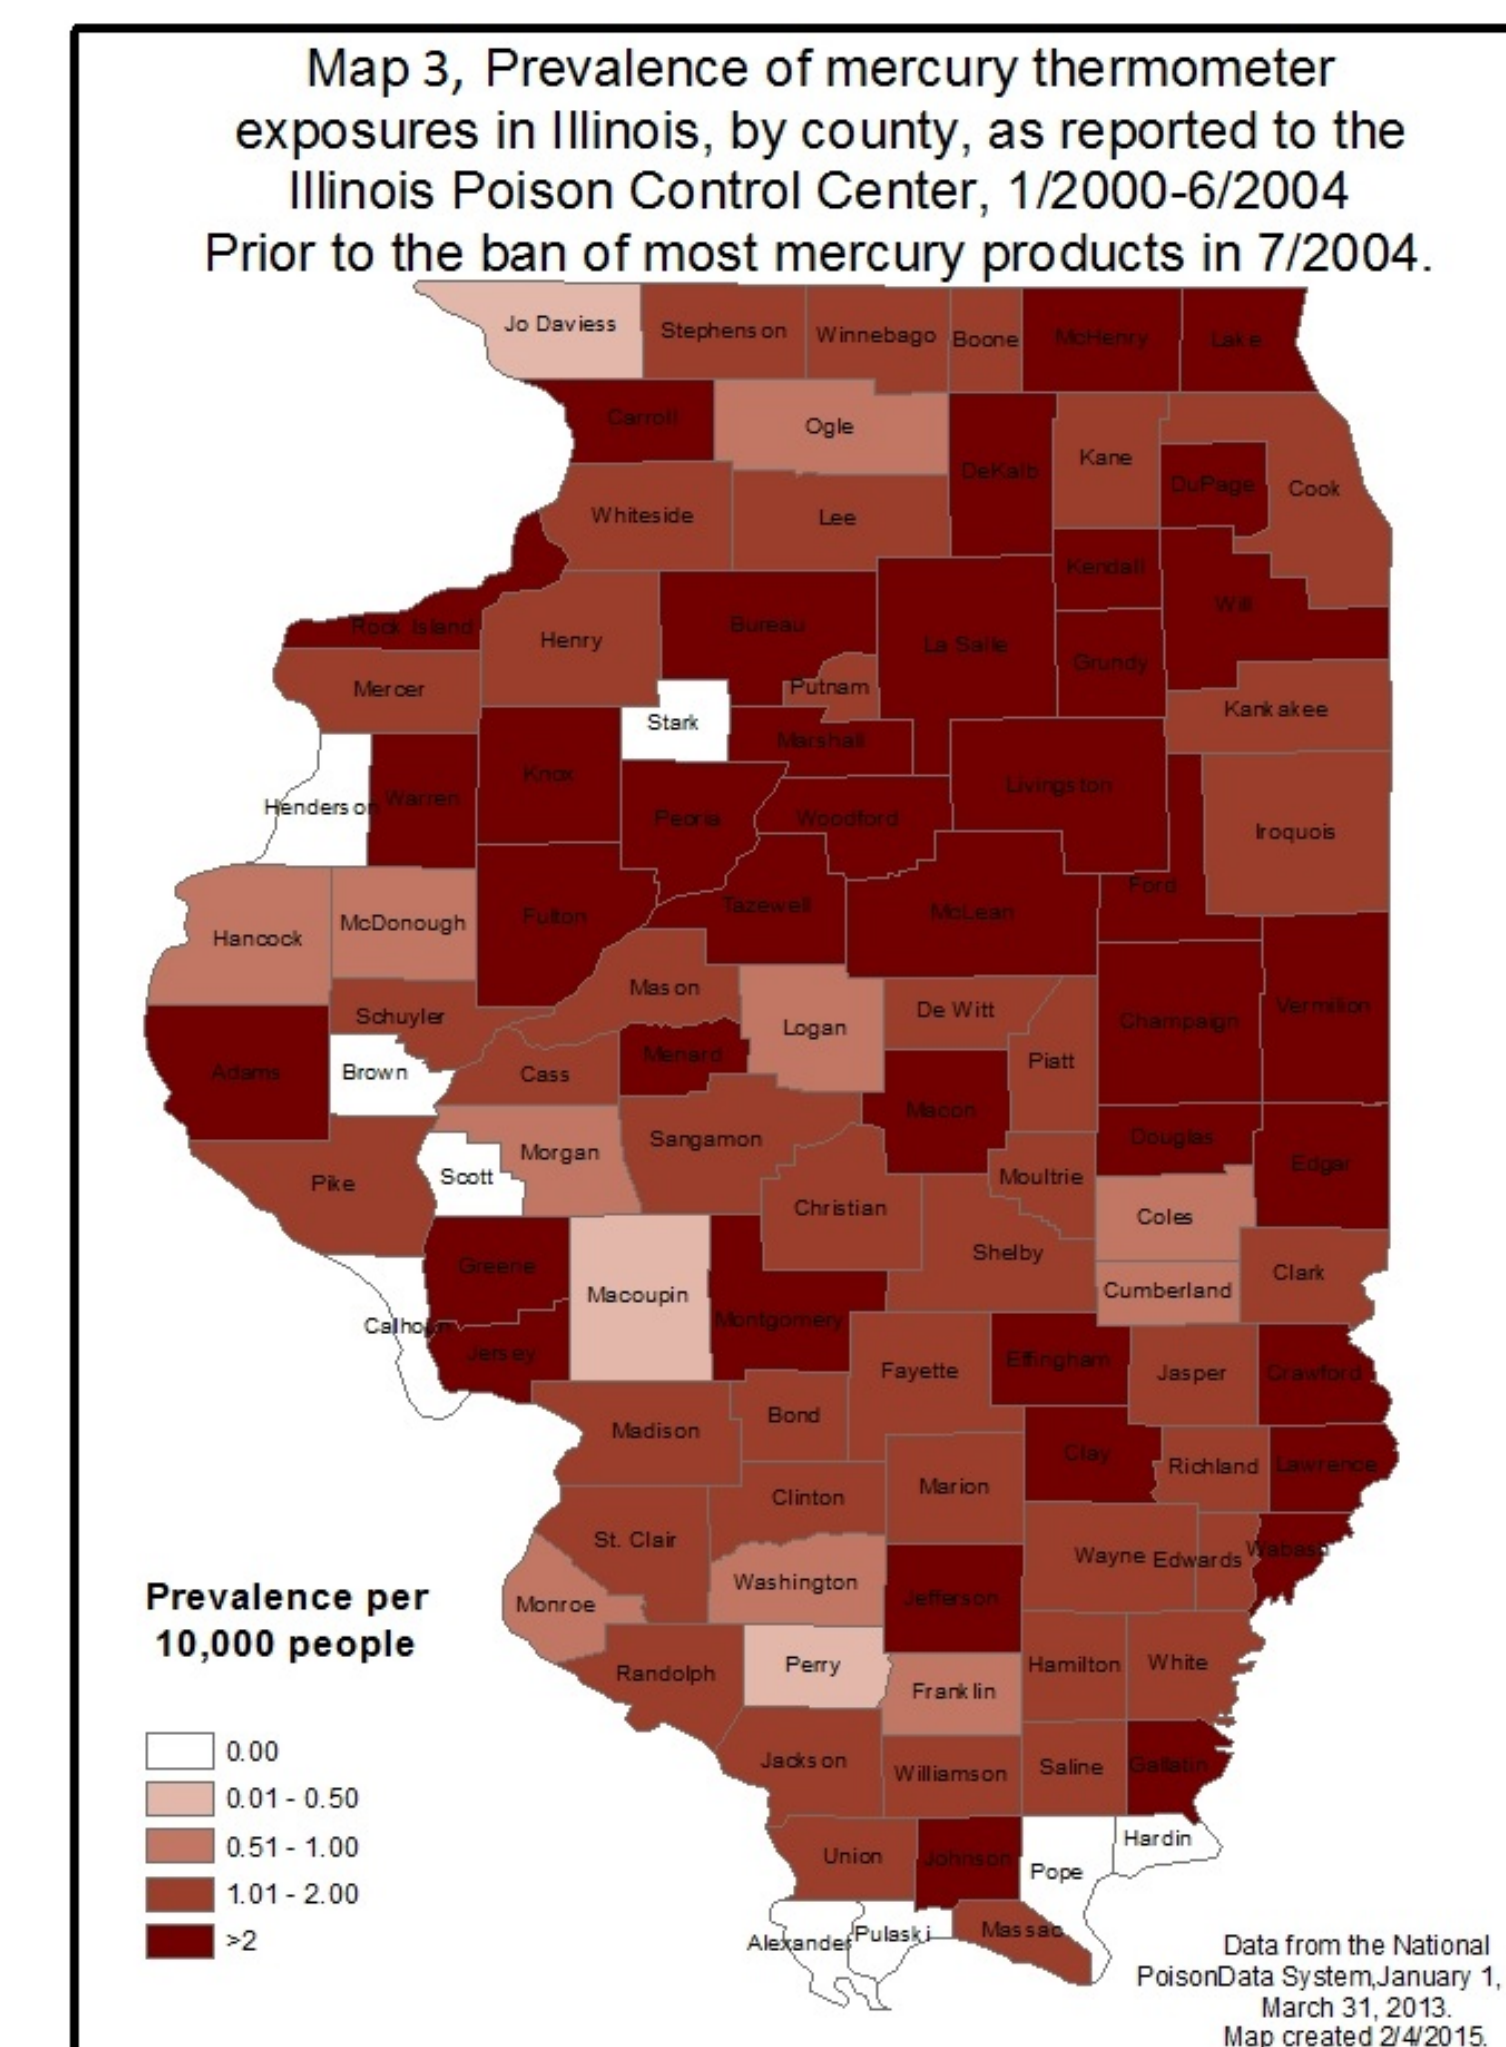 Map 3, Prevalence of mercury thermometer
exposures in Illinois, by county, as reported to the
Illinois Poison Control Center, 1/2000-6/2004
Prior to the ban of most mercury products in 7/2004.
Jo Daviess
Stephenson
Winnebago
Boone
McHenry
Lake
Carroll
Ogle
DeKalb
Kane
DuPage
Cook
Whiteside
Lee
Kendall
Will
Rock Island
Henry
Bureau
La Salle
Grundy
Mercer
Putnam
Kankakee
Stark
Marshall
Henderson
Warren
Knox
Peoria
Woodford
Livingston
Iroquois
Ford
Hancock
McDonough
Fulton
Tazewell
McLean
Mason
Schuyler
Logan
De Witt
Champaign
Vermilion
Adams
Brown
Cass
Menard
Piatt
Macon
Pike
Scott
Morgan
Sangamon
Christian
Moultrie
Douglas
Edgar
Coles
Shelby
Greene
Macoupin
Cumberland
Clark
Calhoun
Jersey
Montgomery
Fayette
Effingham
Jasper
Crawford
Madison
Bond
Clay
Richland
Lawrence
Clinton
Marion
St. Clair
Wayne
Edwards
Wabash
Monroe
Washington
Jefferson
Randolph
Perry
Franklin
Hamilton
White
Jackson
Williamson
Saline
Gallatin
Union
Johnson
Pope
Hardin
Alexander
Pulaski
Massac
Prevalence per
10,000 people
0.00
0.01 - 0.50
0.51 - 1.00
1.01 - 2.00
>2
Data from the National
PoisonData System,January 1,
March 31, 2013.
Map created 2/4/2015.